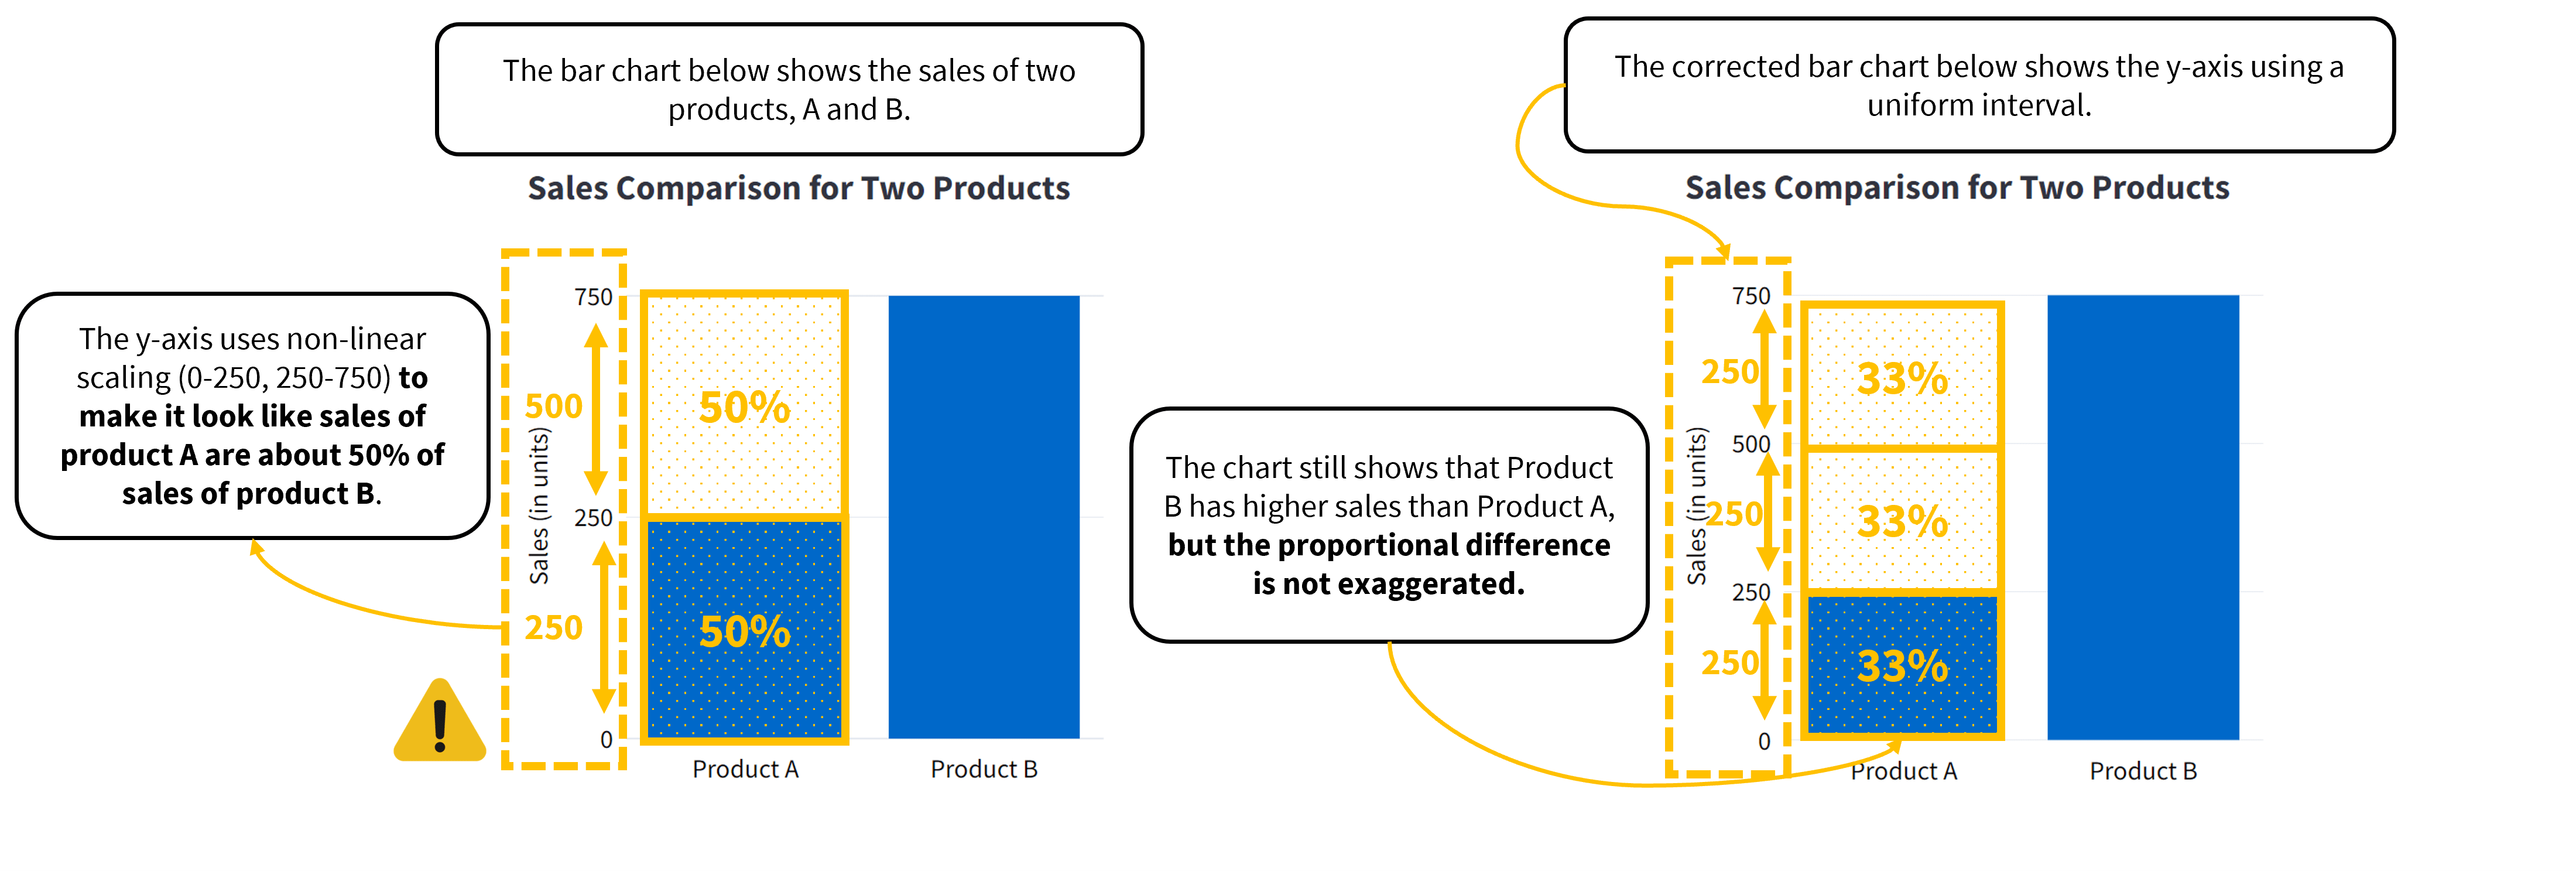 The bar chart below shows the sales of two
products, A and B.
Sales Comparison for Two Products
The y-axis uses non-linear
scaling (0-250, 250-750) to
make it look like sales of
product A are about 50% of
sales of product B.
Sales (in units)
750
500
250
250
0
50%
50%
Product A
Product B
The corrected bar chart below shows the y-axis using a
uniform interval.
Sales Comparison for Two Products
The chart still shows that Product
B has higher sales than Product A,
but the proportional difference
is not exaggerated.
Sales (in units)
750
250
500
250
250
250
0
33%
33%
33%
Product A
Product B